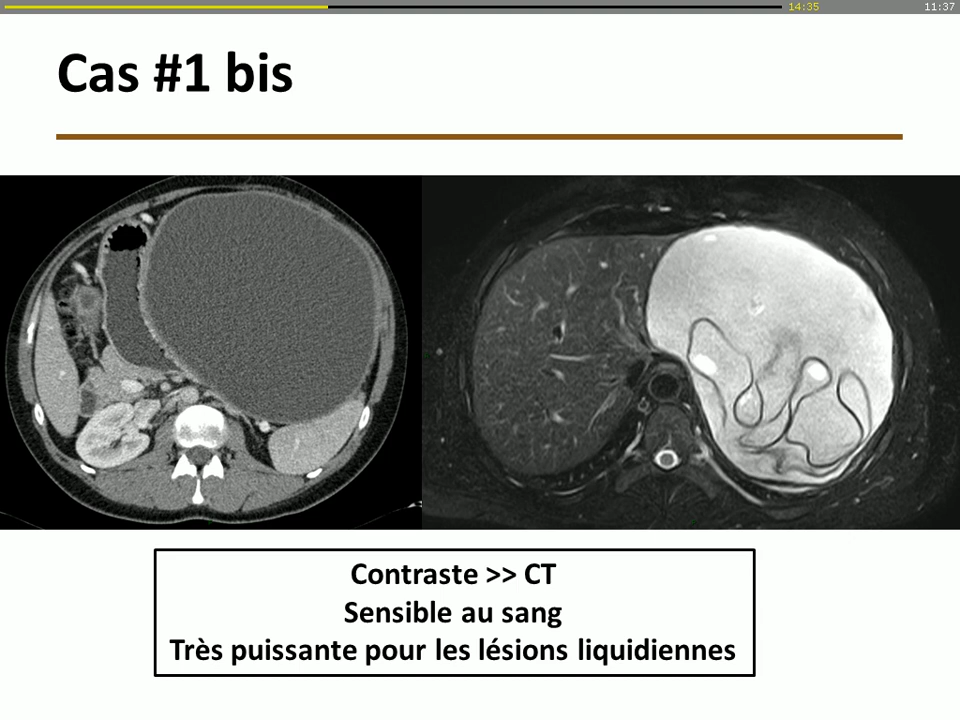 14:35
11:37
Cas #1 bis
Contraste >> CT
Sensible au sang
Très puissante pour les lésions liquidiennes